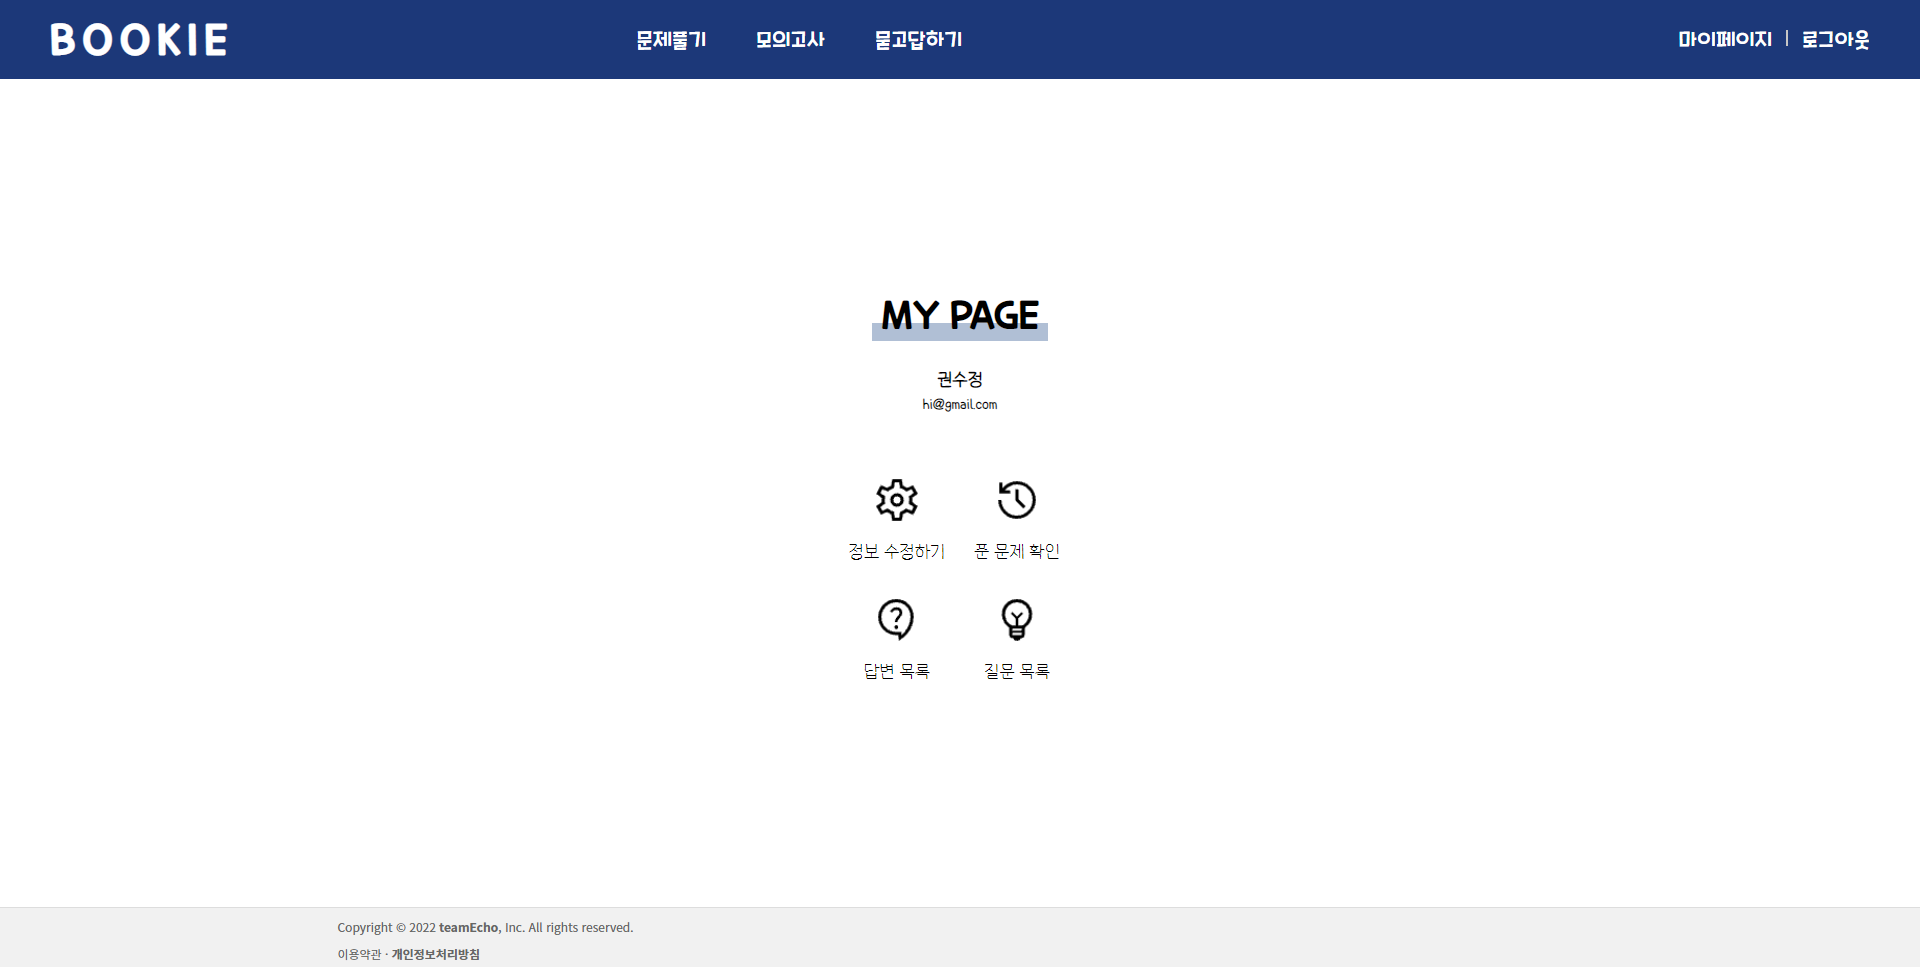 BOOKIE
문제풀기 모의고사 묻고답하기
마이페이지 | 로그아웃
MY PAGE
권수정
hi@gmail.com
정보 수정하기 푼 문제 확인
답변 목록 질문 목록
Copyright © 2022 teamEcho, Inc. All rights reserved.
이용약관 · 개인정보처리방침